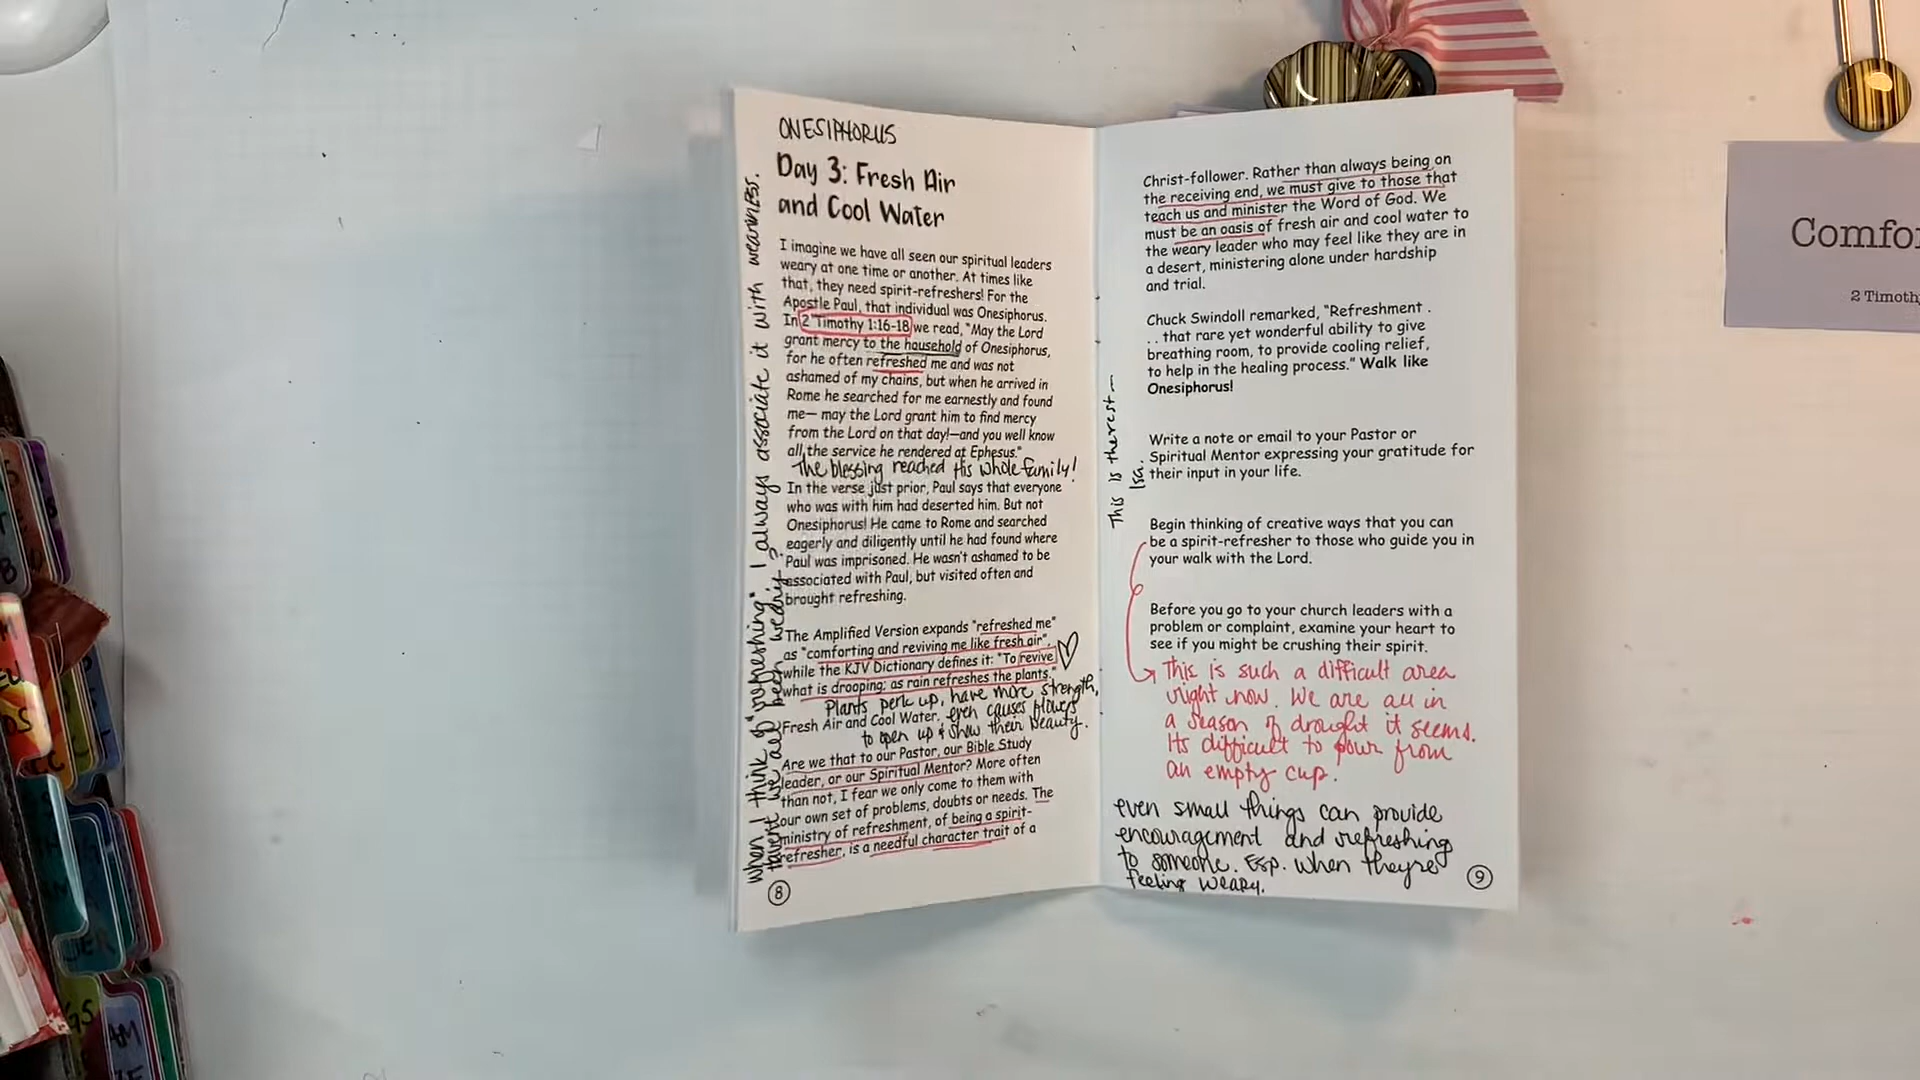 ONESIPHORUS
Day 3: Fresh Air
and Cool Water
I imagine we have all seen our spiritual leaders
weary at one time or another. At times like
that, they need spirit-refreshers! For the
Apostle Paul, that individual was Onesiphorus.
In 2 Timothy 1:16-18 we read, "May the Lord
grant mercy to the household of Onesiphorus,
for he often refreshed me and was not
ashamed of my chains, but when he arrived in
Rome he searched for me earnestly and found
me— may the Lord grant him to find mercy
from the Lord on that day!—and you well know
all the service he rendered at Ephesus."
The blessing reached His whole family!
In the verse just prior, Paul says that everyone
who was with him had deserted him. But not
Onesiphorus! He came to Rome and searched
eagerly and diligently until he had found where
Paul was imprisoned. He wasn't ashamed to be
associated with Paul, but visited often and
brought refreshing.
The Amplified Version expands "refreshed me"
as "comforting and reviving me like fresh air",
while the KJV Dictionary defines it: "To revive
what is drooping; as rain refreshes the plants."
Plants perk up, have more strength,
Fresh Air and Cool Water. even causes flowers
to open up & show their beauty.
Are we that to our Pastor, our Bible Study
leader, or our Spiritual Mentor? More often
than not, I fear we only come to them with
our own set of problems, doubts or needs. The
ministry of refreshment, of being a spirit-
refresher, is a needful character trait of a
8
When I think of "refreshing" I always associate it with weariness.
Haven't we all been weary?
Christ-follower. Rather than always being on
the receiving end, we must give to those that
teach us and minister the Word of God. We
must be an oasis of fresh air and cool water to
the weary leader who may feel like they are in
a desert, ministering alone under hardship
and trial.
Chuck Swindoll remarked, "Refreshment .
. . that rare yet wonderful ability to give
breathing room, to provide cooling relief,
to help in the healing process." Walk like
Onesiphorus!
This is the rest—
Isa.
Write a note or email to your Pastor or
Spiritual Mentor expressing your gratitude for
their input in your life.
Begin thinking of creative ways that you can
be a spirit-refresher to those who guide you in
your walk with the Lord.
Before you go to your church leaders with a
problem or complaint, examine your heart to
see if you might be crushing their spirit.
This is such a difficult area
right now. We are all in
a season of drought it seems.
Its difficult to pour from
an empty cup.
even small things can provide
encouragement and refreshing
to someone. Esp. when they're
feeling weary.
9
Comfo
2 Timoth